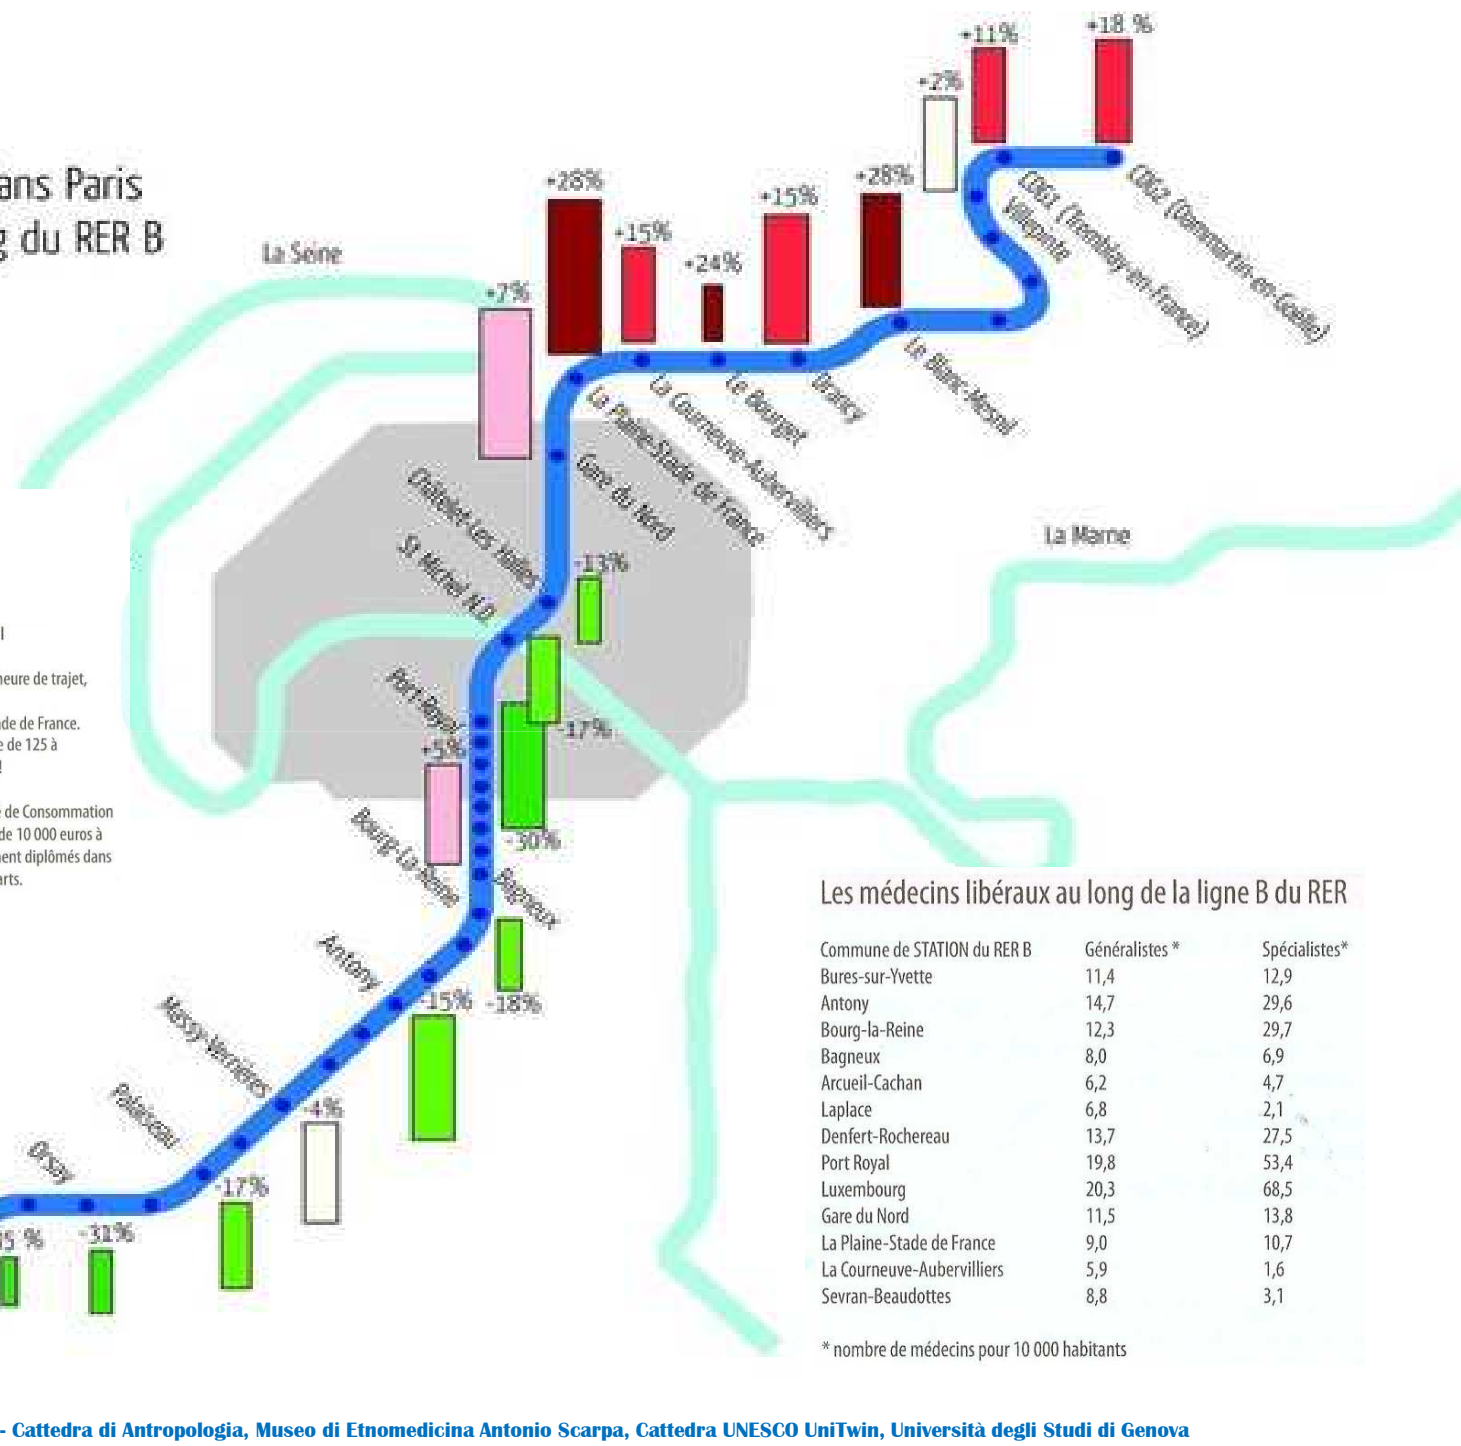 ans Paris
g du RER B
La Seine
+7%
+28%
+15%
+24%
+15%
+28%
+2%
+11%
+18 %
CDG2 (Dammartin-en-Goële)
CDG1 (Tremblay-en-France)
Villepinte
Le Blanc-Mesnil
Drancy
Le Bourget
La Courneuve-Aubervilliers
La Plaine-Stade de France
Gare du Nord
Châtelet-Les Halles
St Michel N.D.
La Marne
-13%
-17%
Port Royal
+5%
-30%
Bourg-La-Reine
Bagneux
-18%
Antony
-15%
Massy-Verrières
-4%
Palaiseau
-17%
Orsay
-31%
15 %
l
heure de trajet,
de de France.
e de 125 à
!
e de Consommation
de 10 000 euros à
ment diplômés dans
arts.
Les médecins libéraux au long de la ligne B du RER
Commune de STATION du RER B Généralistes * Spécialistes*
Bures-sur-Yvette 11,4 12,9
Antony 14,7 29,6
Bourg-la-Reine 12,3 29,7
Bagneux 8,0 6,9
Arcueil-Cachan 6,2 4,7
Laplace 6,8 2,1
Denfert-Rochereau 13,7 27,5
Port Royal 19,8 53,4
Luxembourg 20,3 68,5
Gare du Nord 11,5 13,8
La Plaine-Stade de France 9,0 10,7
La Courneuve-Aubervilliers 5,9 1,6
Sevran-Beaudottes 8,8 3,1
* nombre de médecins pour 10 000 habitants
- Cattedra di Antropologia, Museo di Etnomedicina Antonio Scarpa, Cattedra UNESCO UniTwin, Università degli Studi di Genova